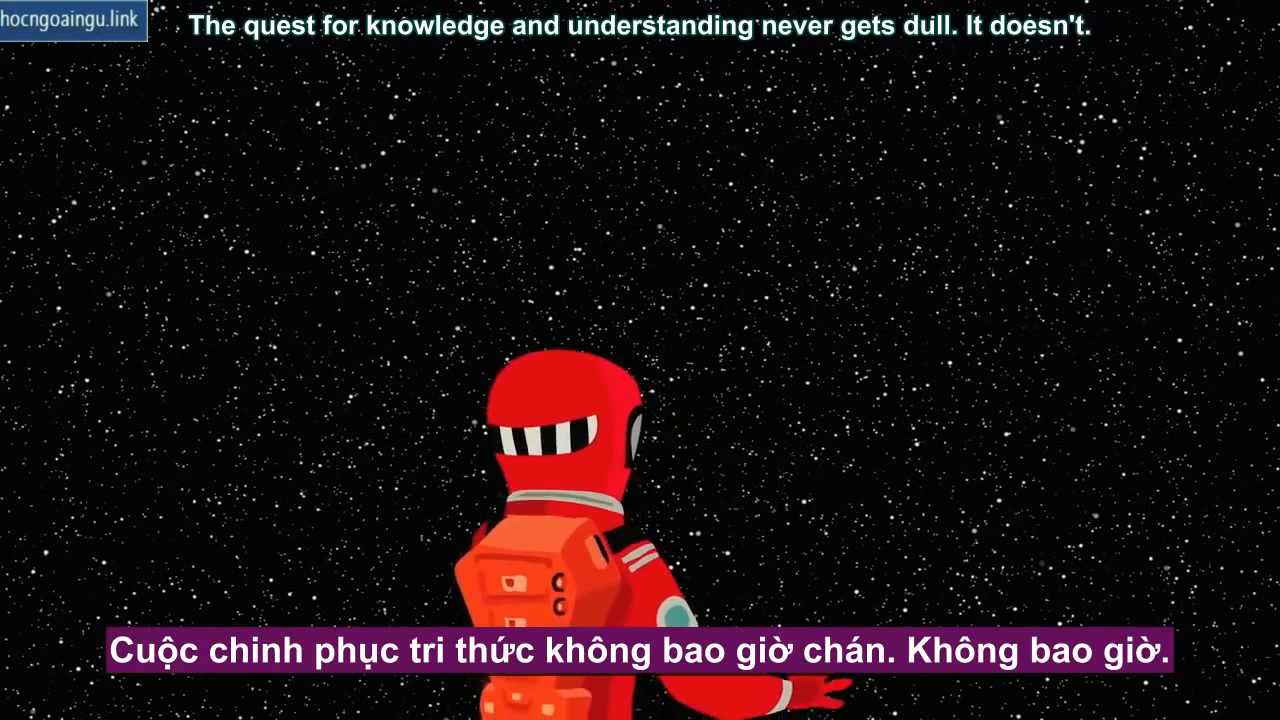 hocngoaingu.link
The quest for knowledge and understanding never gets dull. It doesn't.
Cuộc chinh phục tri thức không bao giờ chán. Không bao giờ.